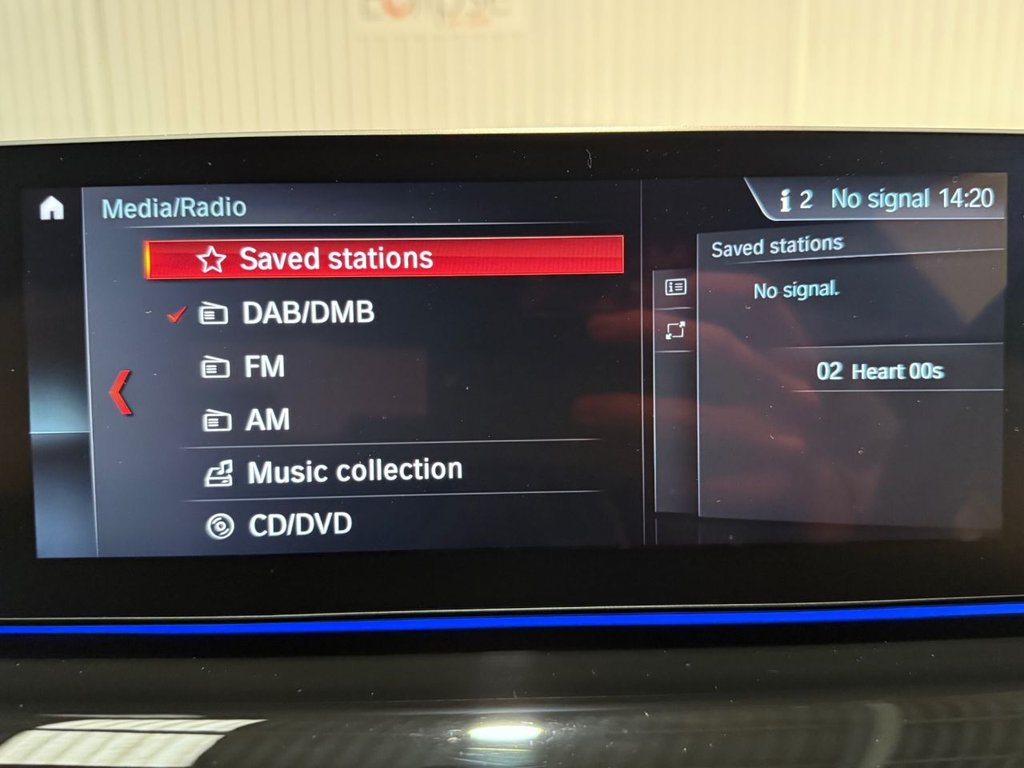 Media/Radio
i 2 No signal 14:20
Saved stations
DAB/DMB
FM
AM
Music collection
CD/DVD
Saved stations
No signal.
02 Heart 00s